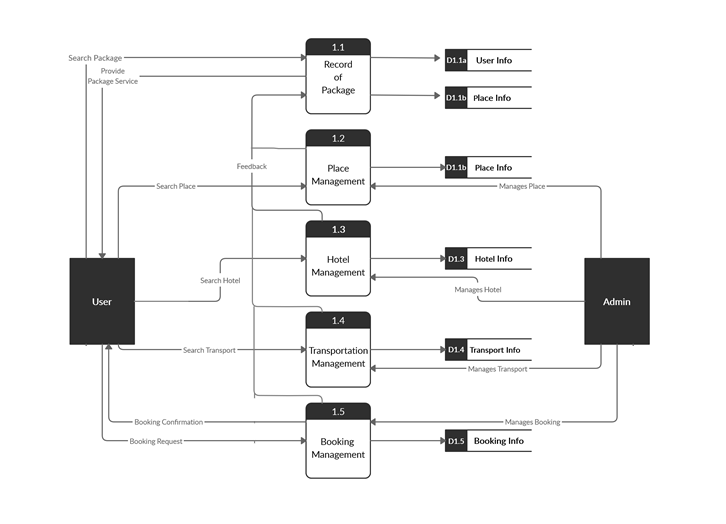 1.1
Record
of
Package
Search Package
Provide
Package Service
D1.1a User Info
D1.1b Place Info
1.2
Place
Management
Feedback
D1.1b Place Info
Search Place
Manages Place
1.3
Hotel
Management
D1.3 Hotel Info
Search Hotel
Manages Hotel
User
Admin
1.4
Transportation
Management
Search Transport
D1.4 Transport Info
Manages Transport
1.5
Booking
Management
Booking Confirmation
Manages Booking
Booking Request
D1.5 Booking Info